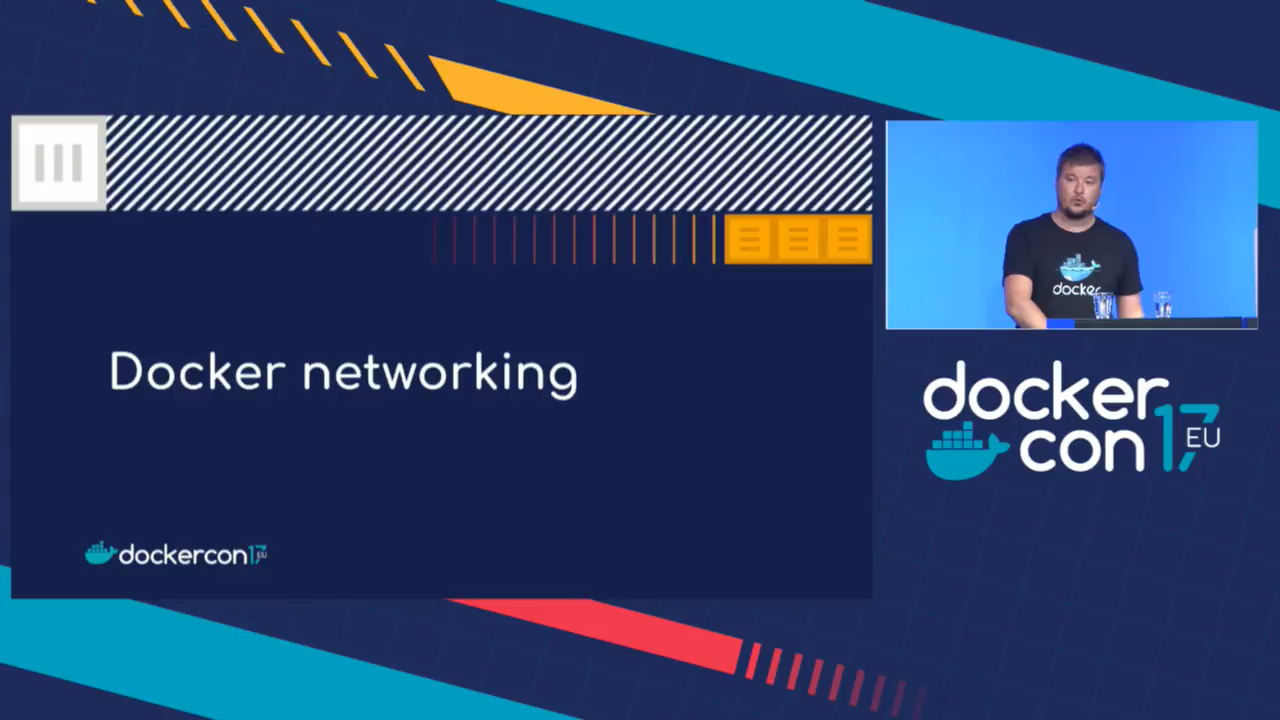 Docker networking
dockercon17
EU
docker
docker
con 17
EU